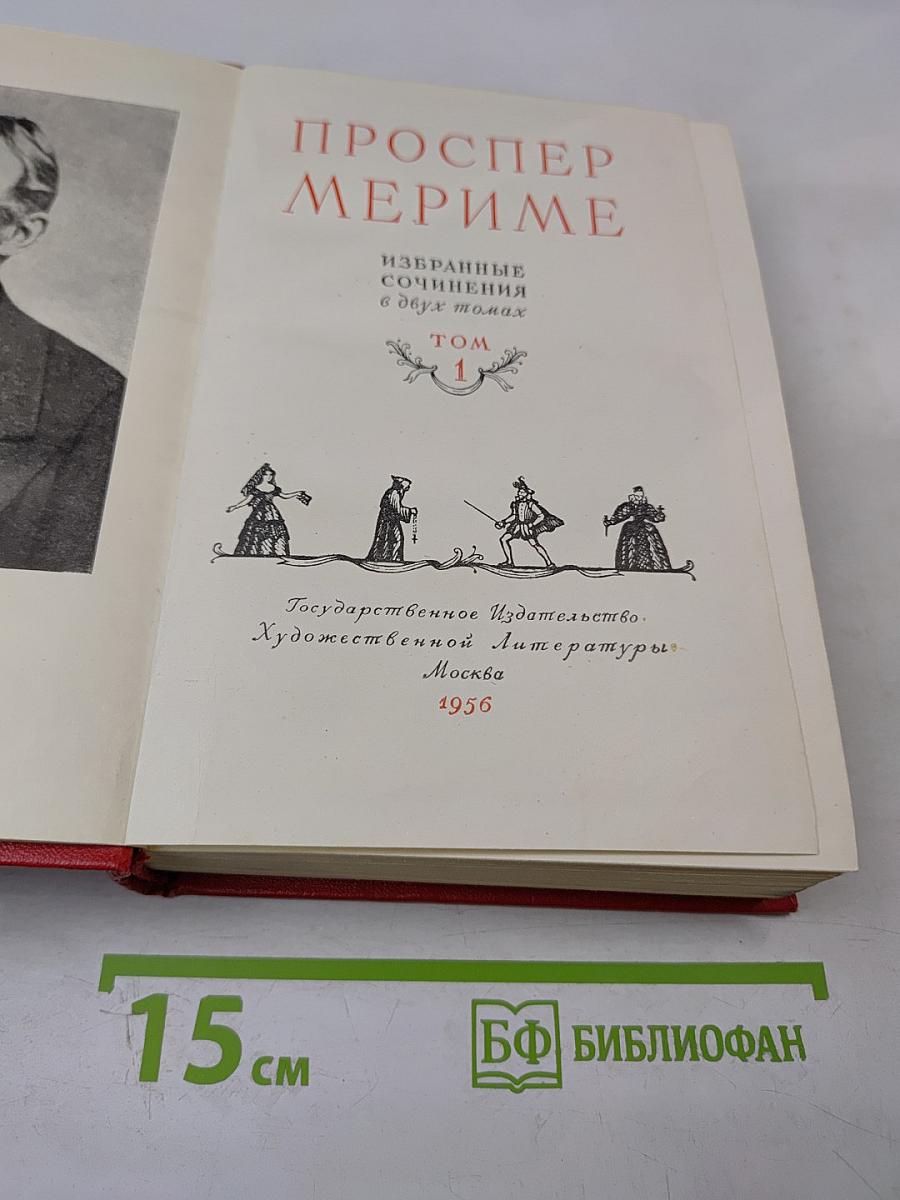 ПРОСПЕР
МЕРИМЕ
ИЗБРАННЫЕ
СОЧИНЕНИЯ
в двух томах
ТОМ
1
Государственное Издательство
Художественной Литературы
Москва
1956
15 см
БФ БИБЛИОФАН